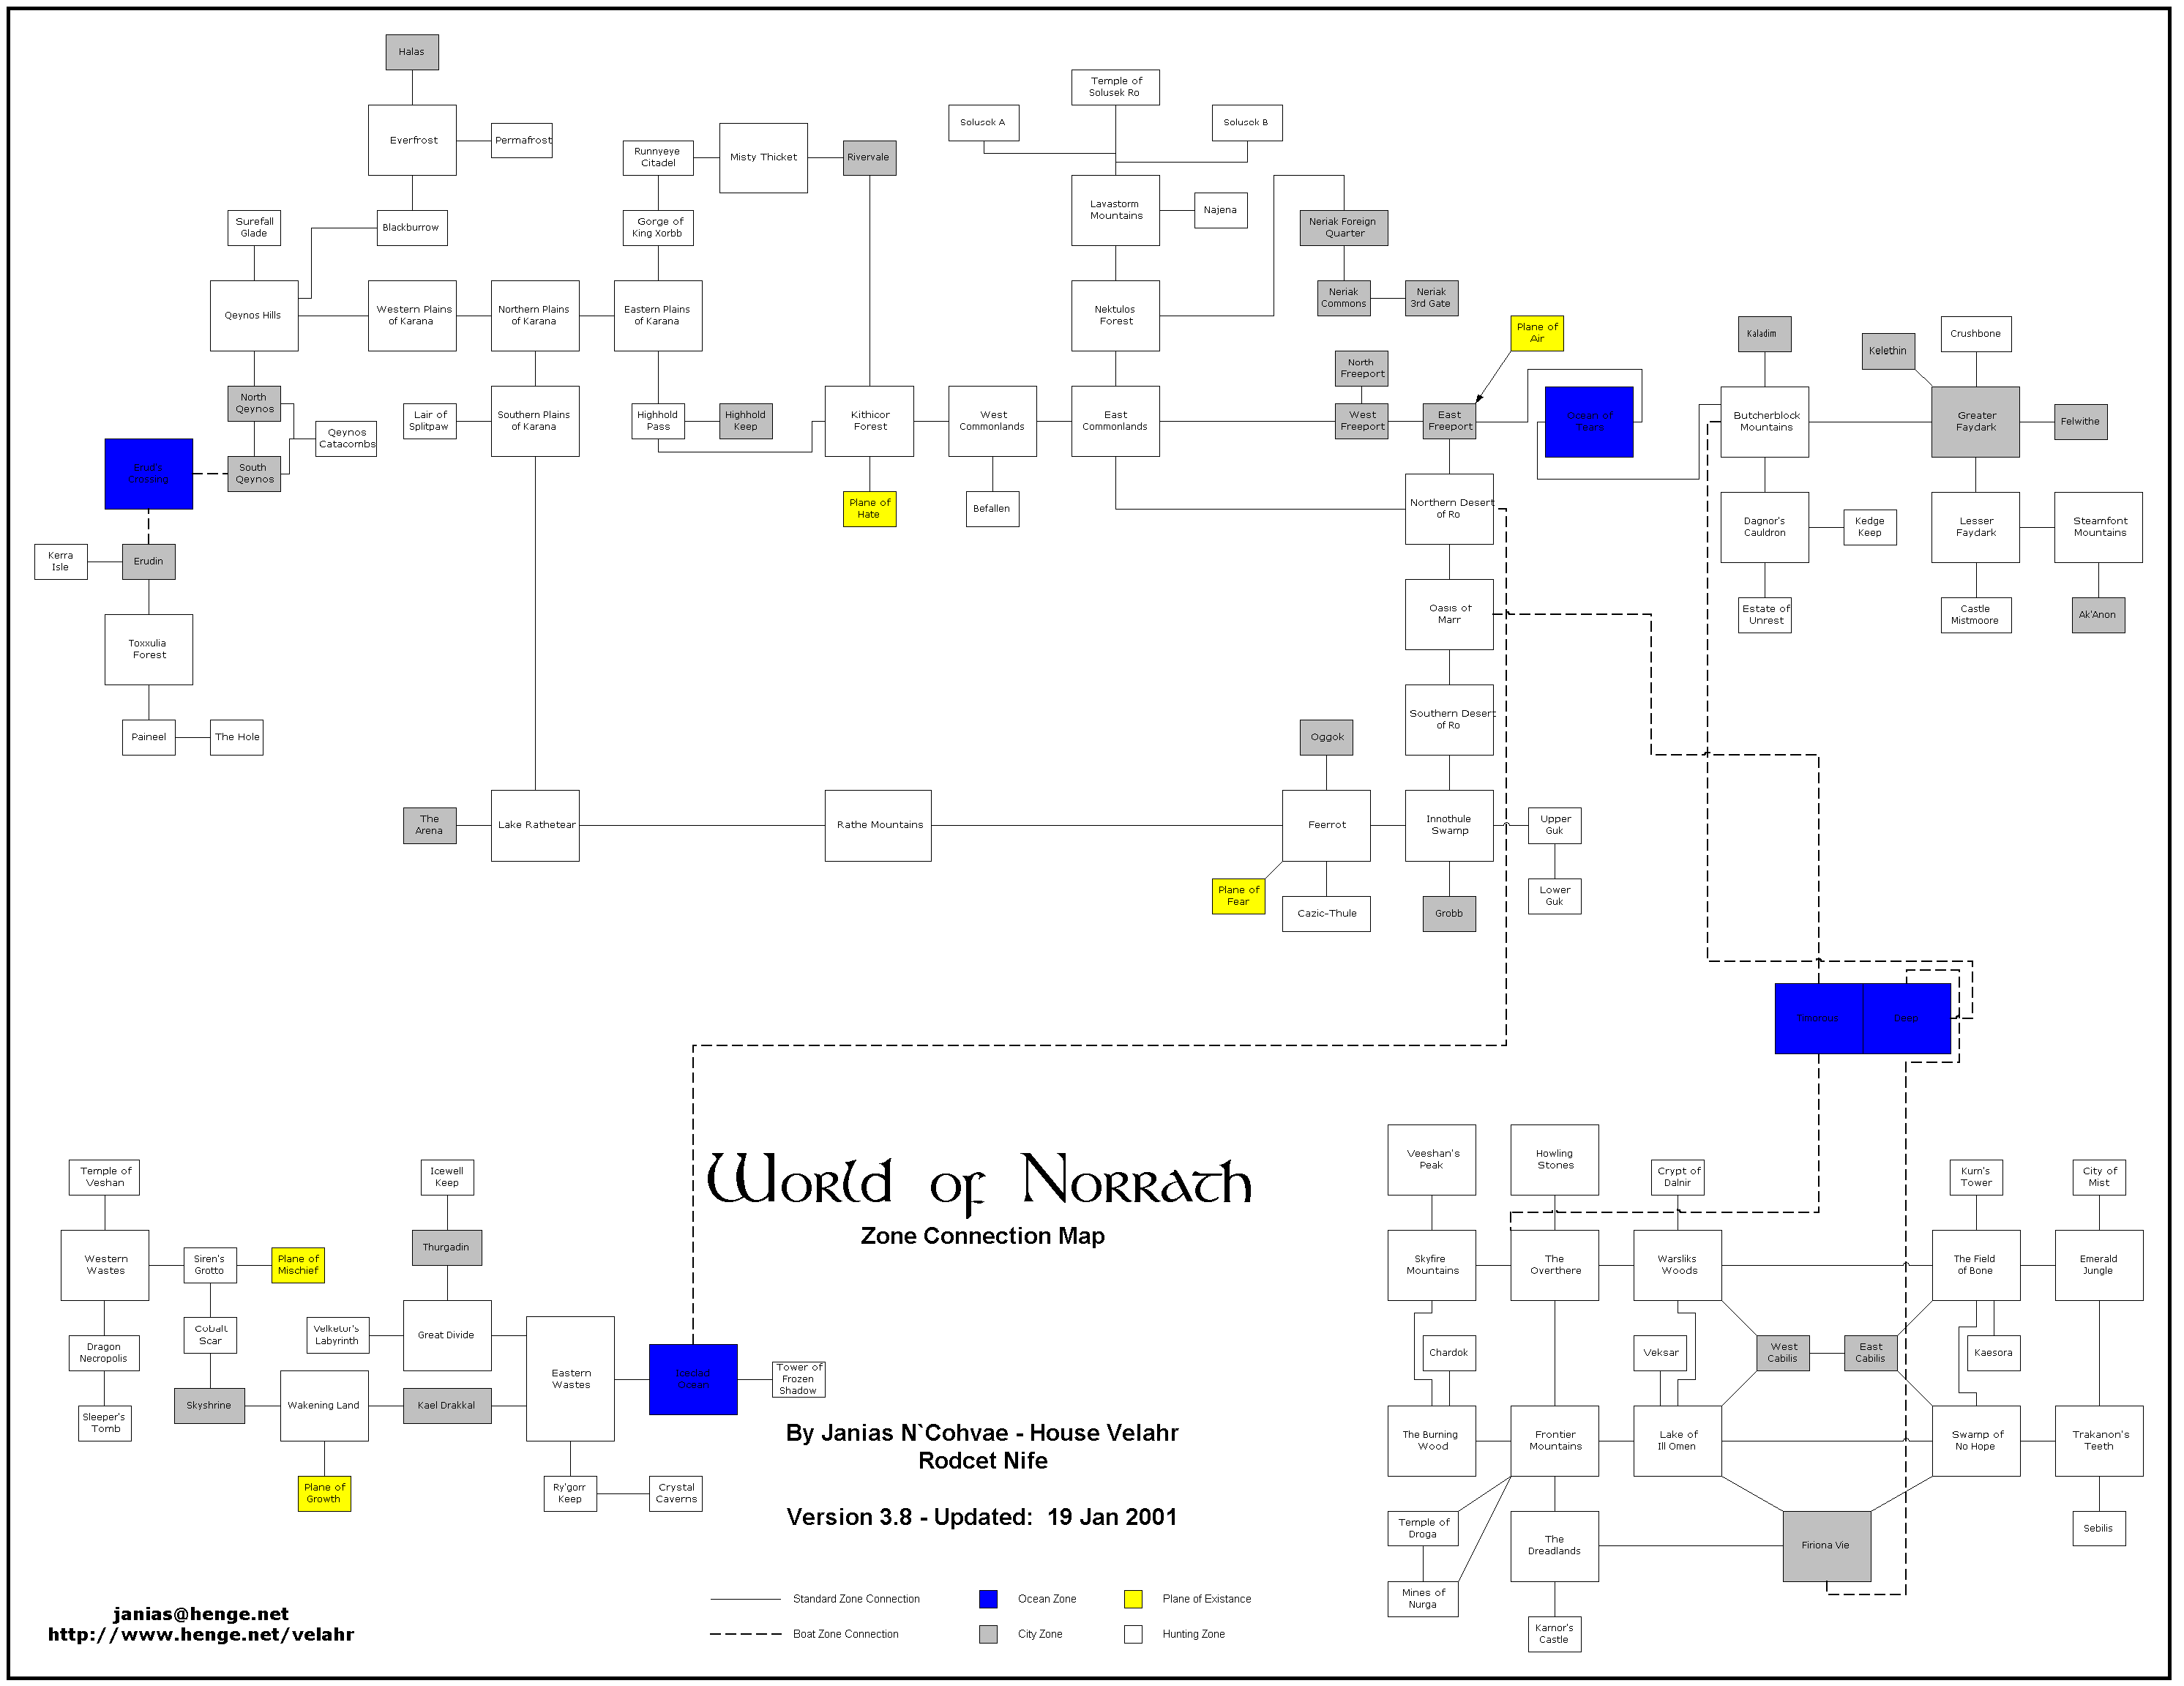 Halas
Everfrost
Permafrost
Blackburrow
Surefall
Glade
Qeynos Hills
Western Plains
of Karana
Northern Plains
of Karana
Eastern Plains
of Karana
Runnyeye
Citadel
Misty Thicket
Rivervale
Gorge of
King Xorbb
North
Qeynos
South
Qeynos
Qeynos
Catacombs
Erud's
Crossing
Kerra
Isle
Erudin
Toxxulia
Forest
Paineel
The Hole
Lair of
Splitpaw
Southern Plains
of Karana
Highhold
Pass
Highhold
Keep
Kithicor
Forest
Plane of
Hate
West
Commonlands
Befallen
East
Commonlands
Temple of
Solusek Ro
Solusek A
Solusek B
Lavastorm
Mountains
Najena
Nektulos
Forest
Neriak Foreign
Quarter
Neriak
Commons
Neriak
3rd Gate
Plane of
Air
North
Freeport
West
Freeport
East
Freeport
Ocean of
Tears
Northern Desert
of Ro
Oasis of
Marr
Southern Desert
of Ro
Kaladim
Butcherblock
Mountains
Kelethin
Crushbone
Greater
Faydark
Felwithe
Dagnor's
Cauldron
Kedge
Keep
Estate of
Unrest
Lesser
Faydark
Steamfont
Mountains
Castle
Mistmoore
Ak'Anon
The
Arena
Lake Rathetear
Rathe Mountains
Oggok
Feerrot
Plane of
Fear
Cazic-Thule
Innothule
Swamp
Grobb
Upper
Guk
Lower
Guk
Timorous
Deep
Temple of
Veshan
Western
Wastes
Siren's
Grotto
Plane of
Mischief
Dragon
Necropolis
Sleeper's
Tomb
Cobalt
Scar
Skyshrine
Icewell
Keep
Thurgadin
Velketor's
Labyrinth
Great Divide
Wakening Land
Kael Drakkal
Plane of
Growth
Eastern
Wastes
Iceclad
Ocean
Tower of
Frozen
Shadow
Ry'gorr
Keep
Crystal
Caverns
World of Norrath
Zone Connection Map
By Janias N`Cohvae - House Velahr
Rodcet Nife
Version 3.8 - Updated: 19 Jan 2001
Veeshan's
Peak
Howling
Stones
Crypt of
Dalnir
Kurn's
Tower
City of
Mist
Skyfire
Mountains
The
Overthere
Warsliks
Woods
The Field
of Bone
Emerald
Jungle
Chardok
Veksar
West
Cabilis
East
Cabilis
Kaesora
The Burning
Wood
Frontier
Mountains
Lake of
Ill Omen
Swamp of
No Hope
Trakanon's
Teeth
Temple of
Droga
Mines of
Nurga
The
Dreadlands
Karnor's
Castle
Firiona Vie
Sebilis
janias@henge.net
http://www.henge.net/velahr
Standard Zone Connection
Ocean Zone
Plane of Existance
Boat Zone Connection
City Zone
Hunting Zone